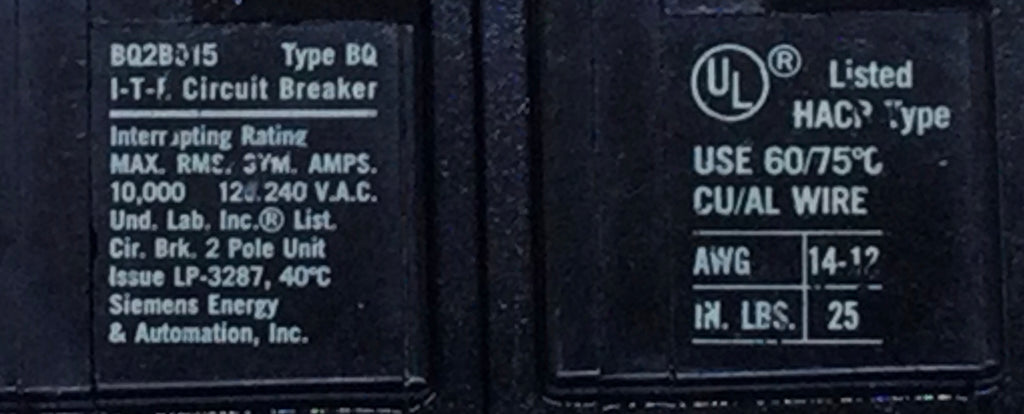 BQ2B015 Type BQ
I-T-E Circuit Breaker
Interrupting Rating
MAX. RMS. SYM. AMPS.
10,000 120/240 V.A.C.
Und. Lab. Inc.® List.
Cir. Brk. 2 Pole Unit
Issue LP-3287, 40°C
Siemens Energy
& Automation, Inc.
UL® Listed
HACR Type
USE 60/75°C
CU/AL WIRE
AWG 14-12
IN. LBS. 25